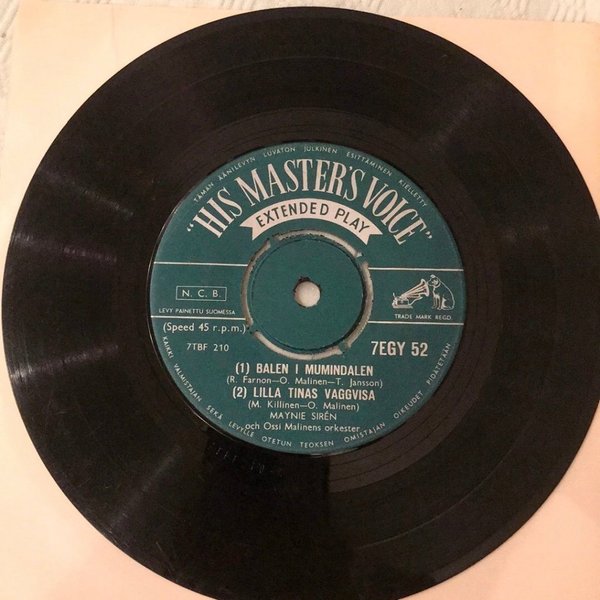 TÄMÄN ÄÄNILEVYN LUVATON JULKINEN ESITTÄMINEN KIELLETTY
"HIS MASTER'S VOICE"
EXTENDED PLAY
N. C. B.
LEVY PAINETTU SUOMESSA
TRADE MARK REGD.
(Speed 45 r.p.m.)
7TBF 210
7EGY 52
(1) BALEN I MUMINDALEN
(R. Farnon—O. Malinen—T. Jansson)
(2) LILLA TINAS VAGGVISA
(M. Killinen—O. Malinen)
MAYNIE SIRÉN
och Ossi Malinens orkester
KAIKKI VALMISTAJAN SEKÄ LEVYLLE OTETUN TEOKSEN OMISTAJAN OIKEUDET PIDÄTETÄÄN